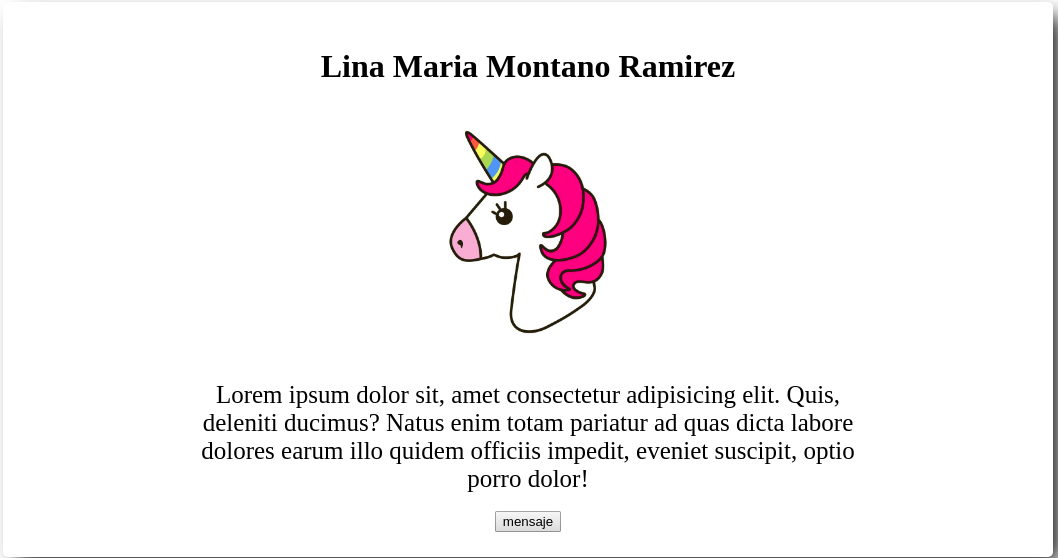 Lina Maria Montano Ramirez
Lorem ipsum dolor sit, amet consectetur adipisicing elit. Quis,
deleniti ducimus? Natus enim totam pariatur ad quas dicta labore
dolores earum illo quidem officiis impedit, eveniet suscipit, optio
porro dolor!
mensaje